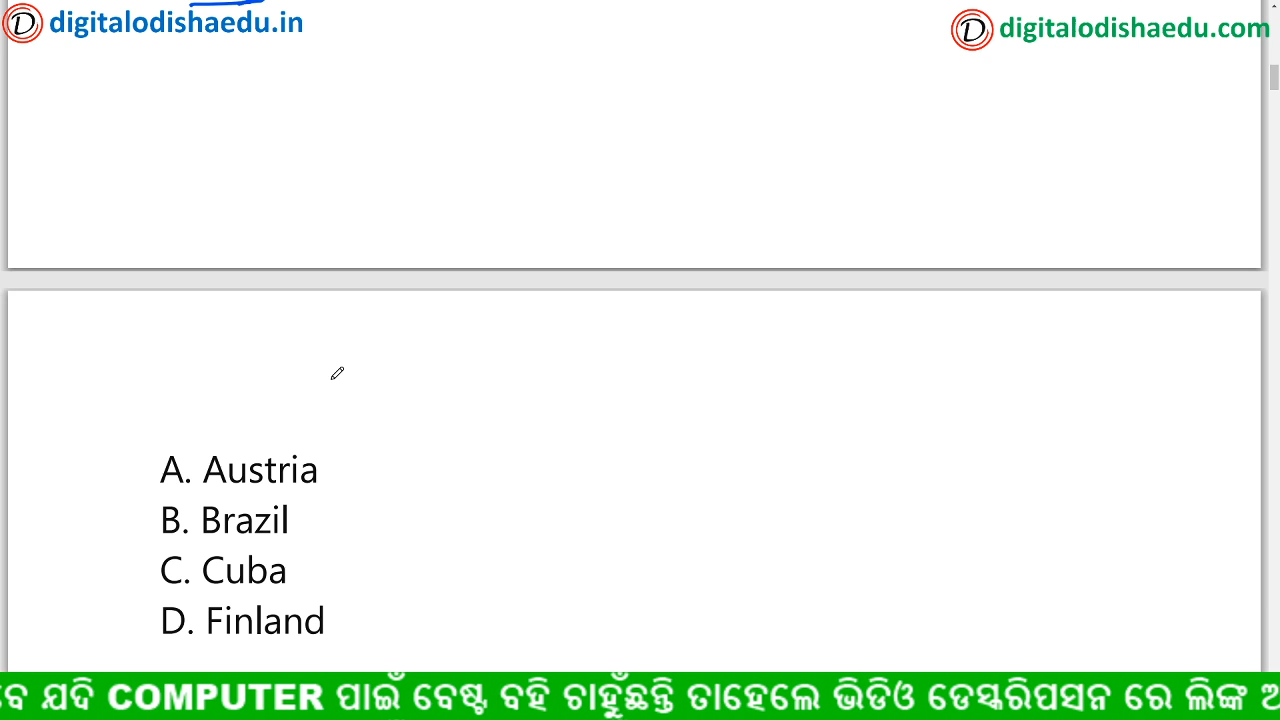 digitalodishaedu.in
digitalodishaedu.com
A. Austria
B. Brazil
C. Cuba
D. Finland
ବେ ଯଦି COMPUTER ପାଇଁ ବେଷ୍ଟ ବହି ଚାହୁଁଛନ୍ତି ତାହେଲେ ଭିଡିଓ ଡେସ୍କରିପସନ ରେ ଲିଙ୍କ